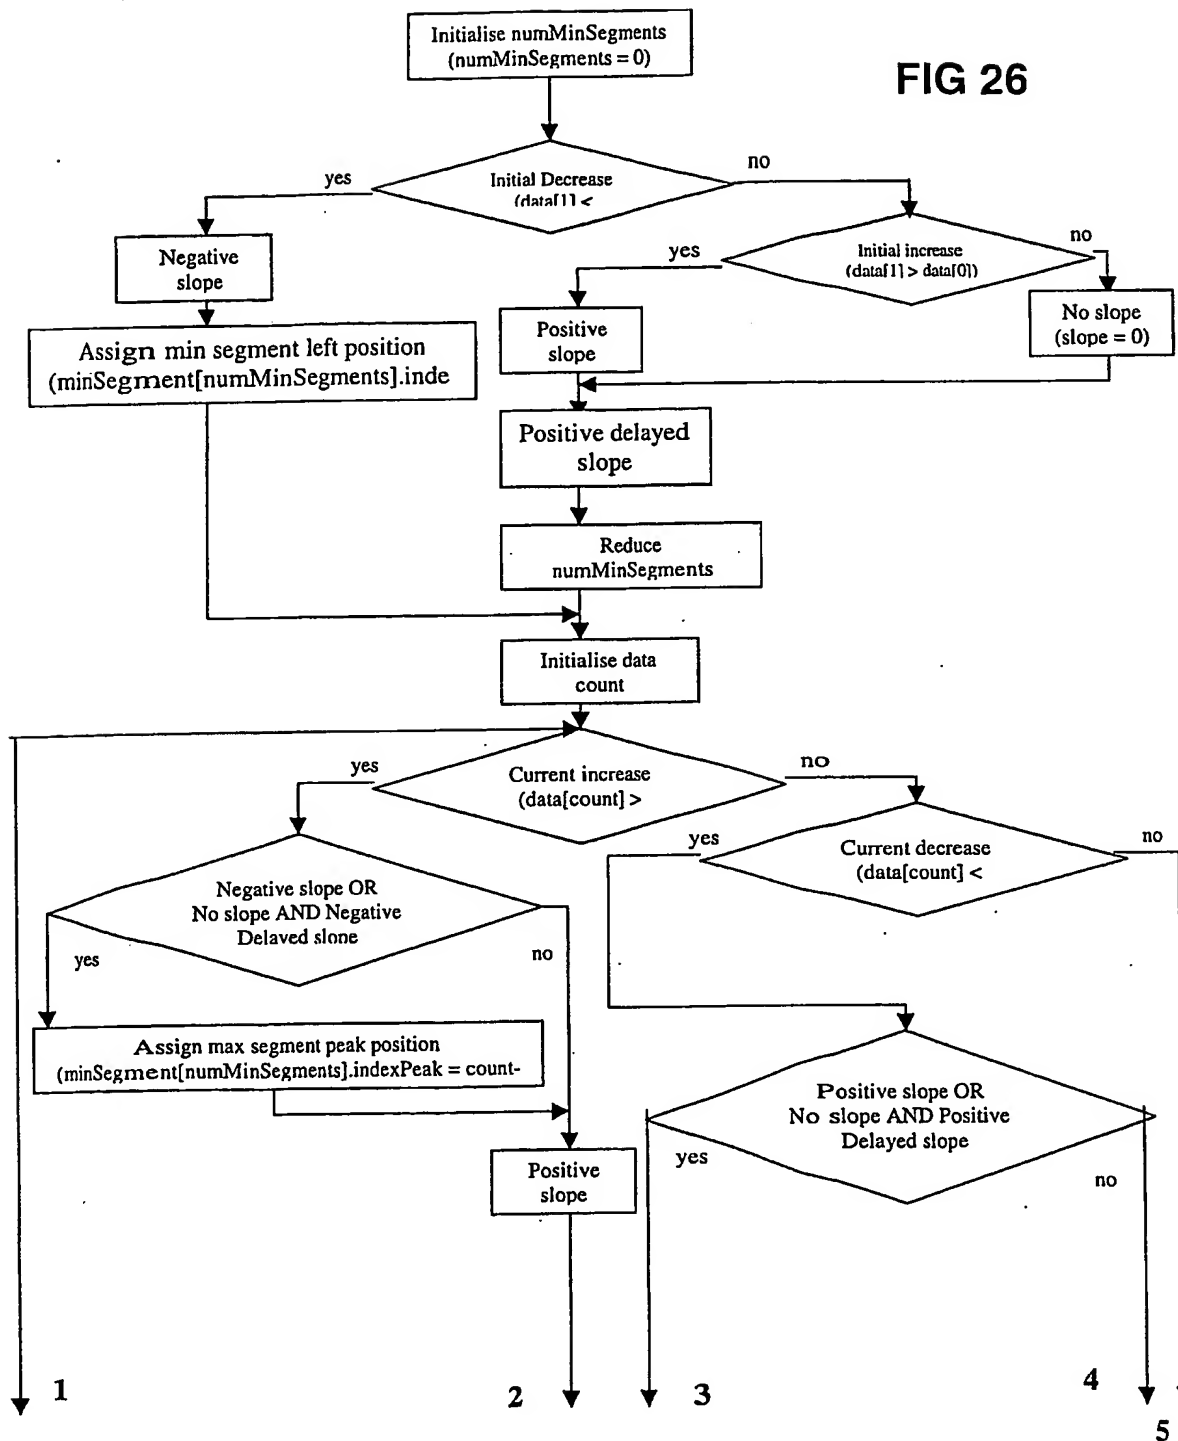 Initialise numMinSegments
(numMinSegments = 0)
FIG 26
yes
Initial Decrease
(data[1] <
no
Negative
slope
yes
Initial increase
(data[1] > data[0])
no
Positive
slope
No slope
(slope = 0)
Assign min segment left position
(minSegment[numMinSegments].inde
Positive delayed
slope
Reduce
numMinSegments
Initialise data
count
yes
Current increase
(data[count] >
no
yes
Current decrease
(data[count] <
no
Negative slope OR
No slope AND Negative
Delayed slope
yes
no
Assign max segment peak position
(minSegment[numMinSegments].indexPeak = count-
Positive slope OR
No slope AND Positive
Delayed slope
yes
no
Positive
slope
1
2
3
4
5